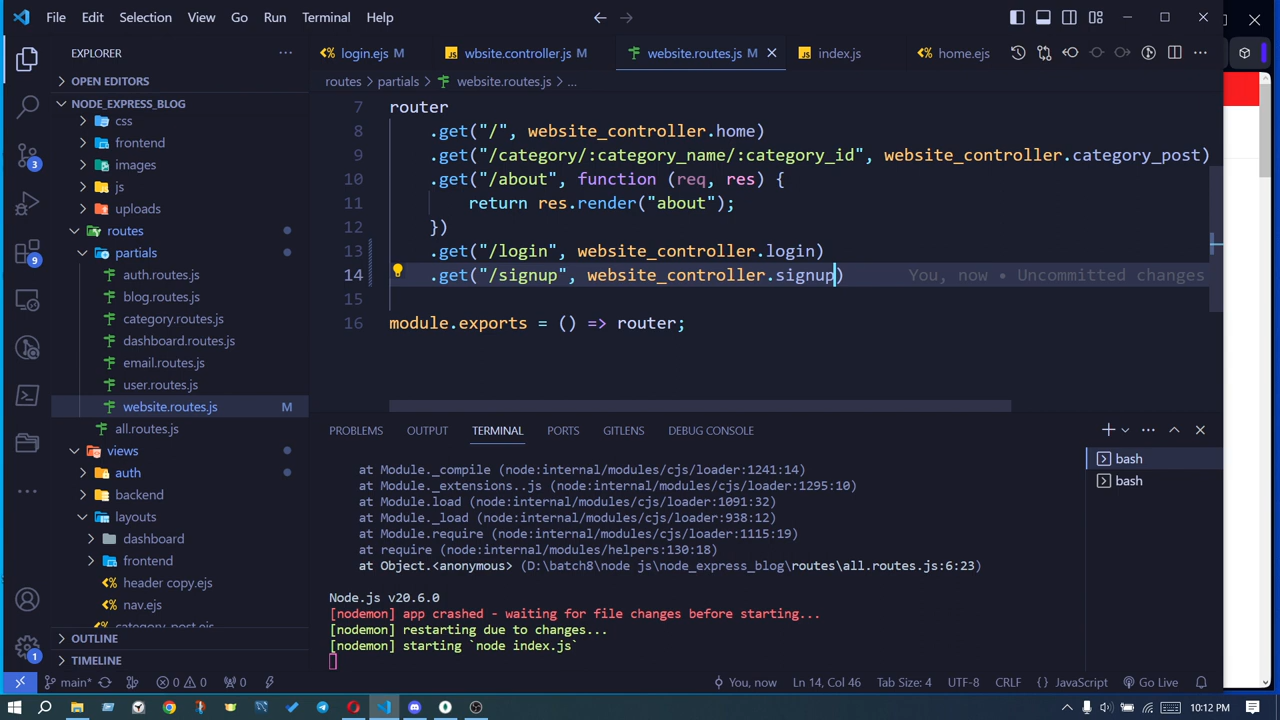 File Edit Selection View Go Run Terminal Help
EXPLORER
login.ejs M
wbsite.controller.js M
website.routes.js M
index.js
home.ejs
OPEN EDITORS
routes > partials > website.routes.js > ...
NODE_EXPRESS_BLOG
css
frontend
images
js
uploads
routes
partials
auth.routes.js
blog.routes.js
category.routes.js
dashboard.routes.js
email.routes.js
user.routes.js
website.routes.js M
all.routes.js
views
auth
backend
layouts
dashboard
frontend
header copy.ejs
nav.ejs
category_post.ejs
OUTLINE
TIMELINE
7 router
8 .get("/", website_controller.home)
9 .get("/category/:category_name/:category_id", website_controller.category_post)
10 .get("/about", function (req, res) {
11 return res.render("about");
12 })
13 .get("/login", website_controller.login)
14 .get("/signup", website_controller.signup) You, now • Uncommitted changes
15
16 module.exports = () => router;
PROBLEMS OUTPUT TERMINAL PORTS GITLENS DEBUG CONSOLE
at Module._compile (node:internal/modules/cjs/loader:1241:14)
at Module._extensions..js (node:internal/modules/cjs/loader:1295:10)
at Module.load (node:internal/modules/cjs/loader:1091:32)
at Module._load (node:internal/modules/cjs/loader:938:12)
at Module.require (node:internal/modules/cjs/loader:1115:19)
at require (node:internal/modules/helpers:130:18)
at Object.<anonymous> (D:\batch8\node js\node_express_blog\routes\all.routes.js:6:23)
Node.js v20.6.0
[nodemon] app crashed - waiting for file changes before starting...
[nodemon] restarting due to changes...
[nodemon] starting `node index.js`
bash
bash
3
9
1
main* 0 0 0 You, now Ln 14, Col 46 Tab Size: 4 UTF-8 CRLF {} JavaScript Go Live
10:12 PM